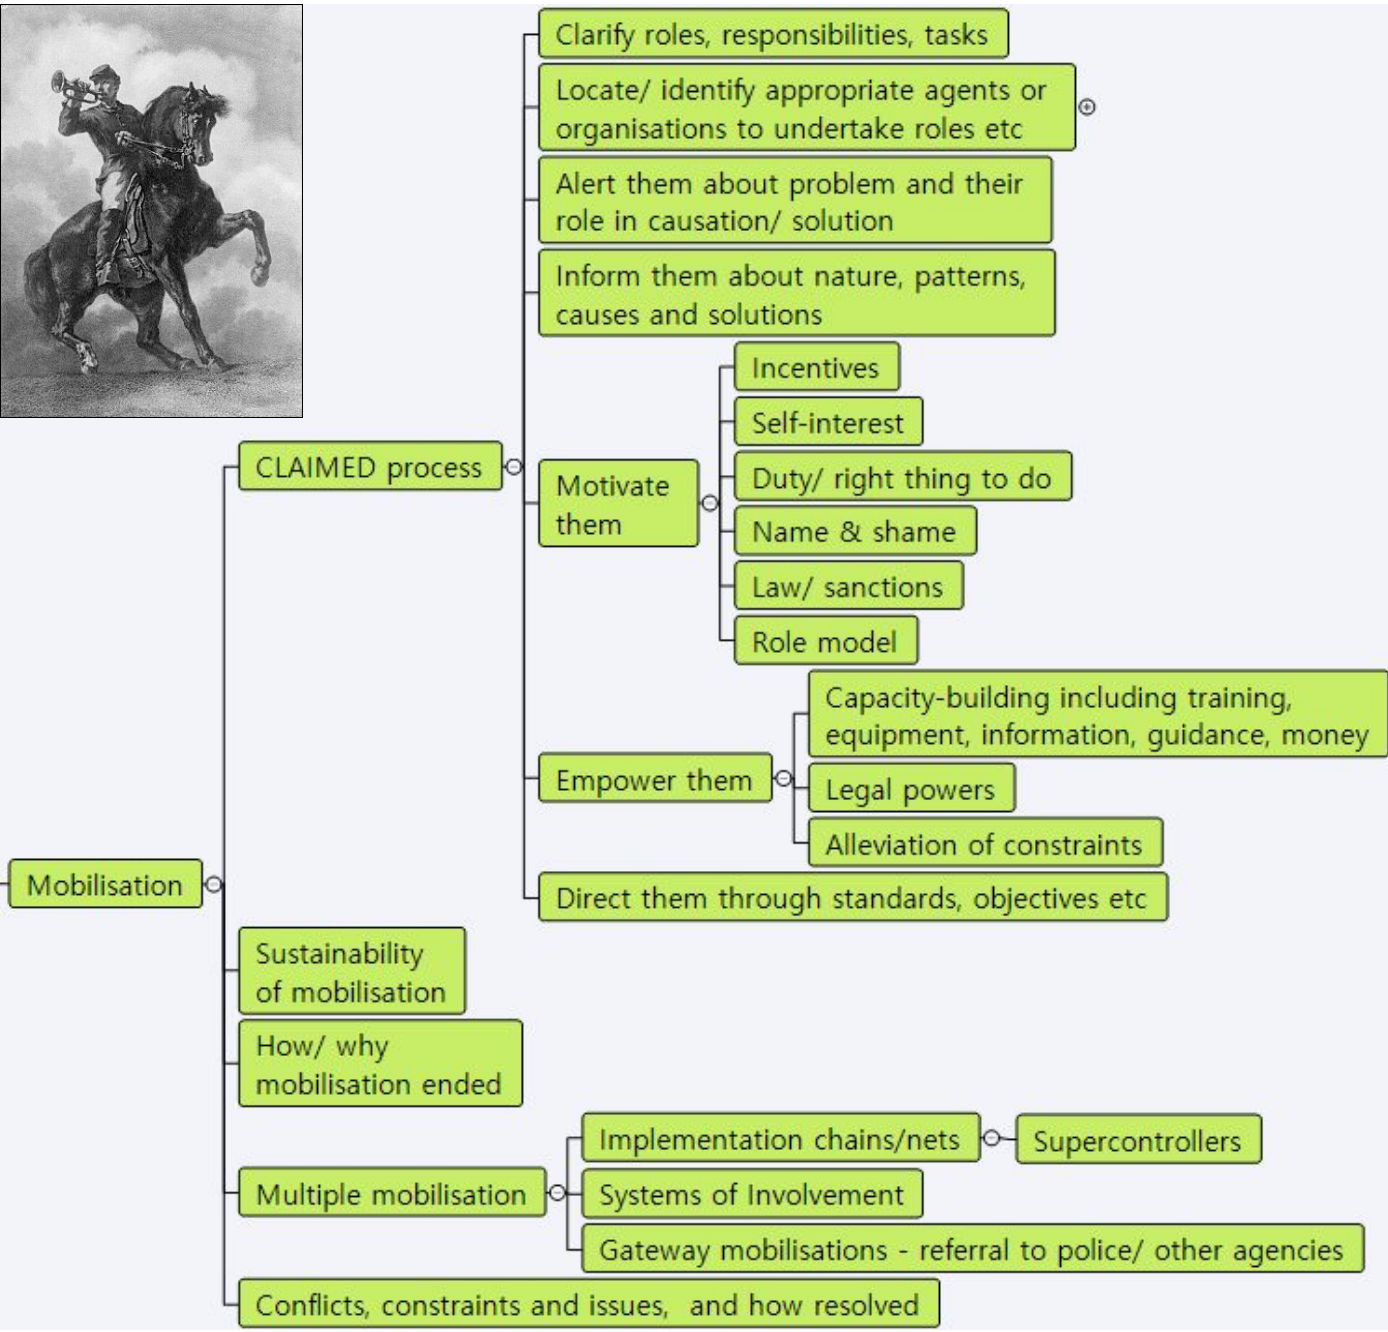 Clarify roles, responsibilities, tasks
Locate/ identify appropriate agents or
organisations to undertake roles etc
Alert them about problem and their
role in causation/ solution
Inform them about nature, patterns,
causes and solutions
Incentives
Self-interest
Duty/ right thing to do
Name & shame
Law/ sanctions
Role model
CLAIMED process
Motivate
them
Capacity-building including training,
equipment, information, guidance, money
Empower them
Legal powers
Alleviation of constraints
Mobilisation
Direct them through standards, objectives etc
Sustainability
of mobilisation
How/ why
mobilisation ended
Implementation chains/nets
Supercontrollers
Multiple mobilisation
Systems of Involvement
Gateway mobilisations - referral to police/ other agencies
Conflicts, constraints and issues,  and how resolved